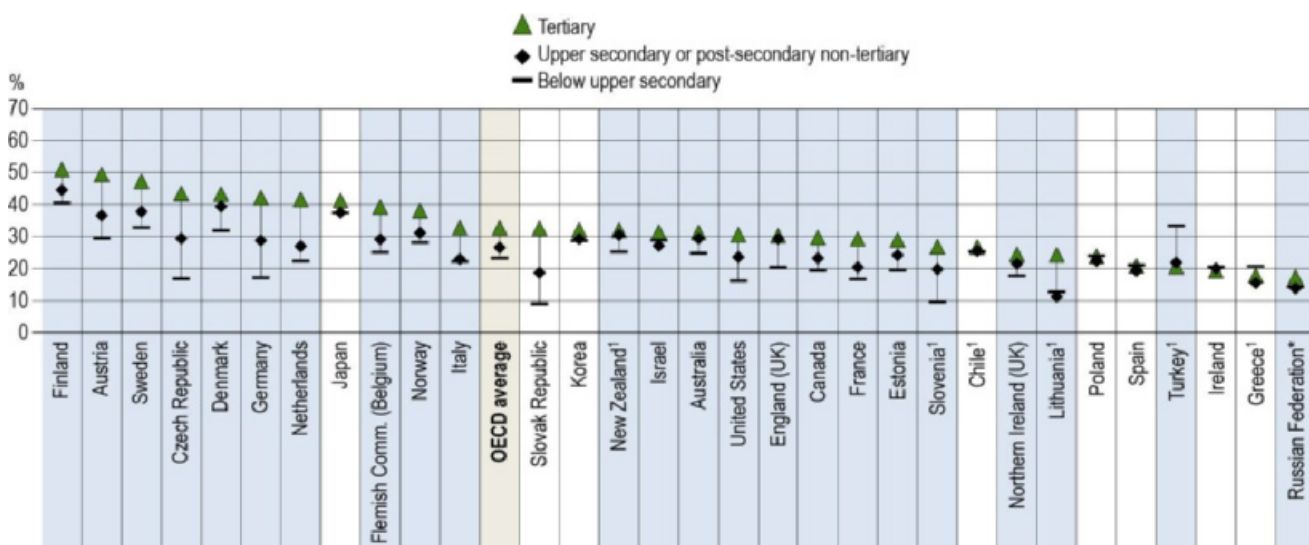 Tertiary
Upper secondary or post-secondary non-tertiary
Below upper secondary
%
70
60
50
40
30
20
10
0
Finland
Austria
Sweden
Czech Republic
Denmark
Germany
Netherlands
Japan
Flemish Comm. (Belgium)
Norway
Italy
OECD average
Slovak Republic
Korea
New Zealand¹
Israel
Australia
United States
England (UK)
Canada
France
Estonia
Slovenia¹
Chile¹
Northern Ireland (UK)
Lithuania¹
Poland
Spain
Turkey¹
Ireland
Greece¹
Russian Federation*